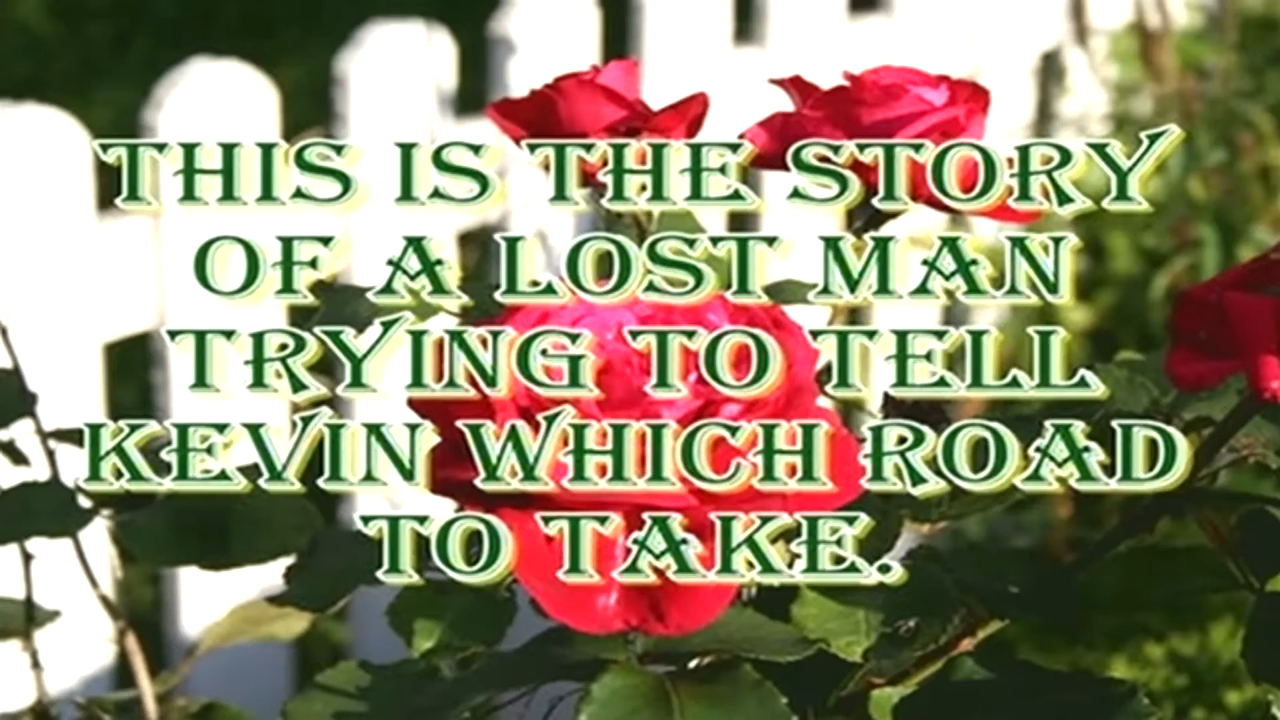 THIS IS THE STORY
OF A LOST MAN
TRYING TO TELL
KEVIN WHICH ROAD
TO TAKE.